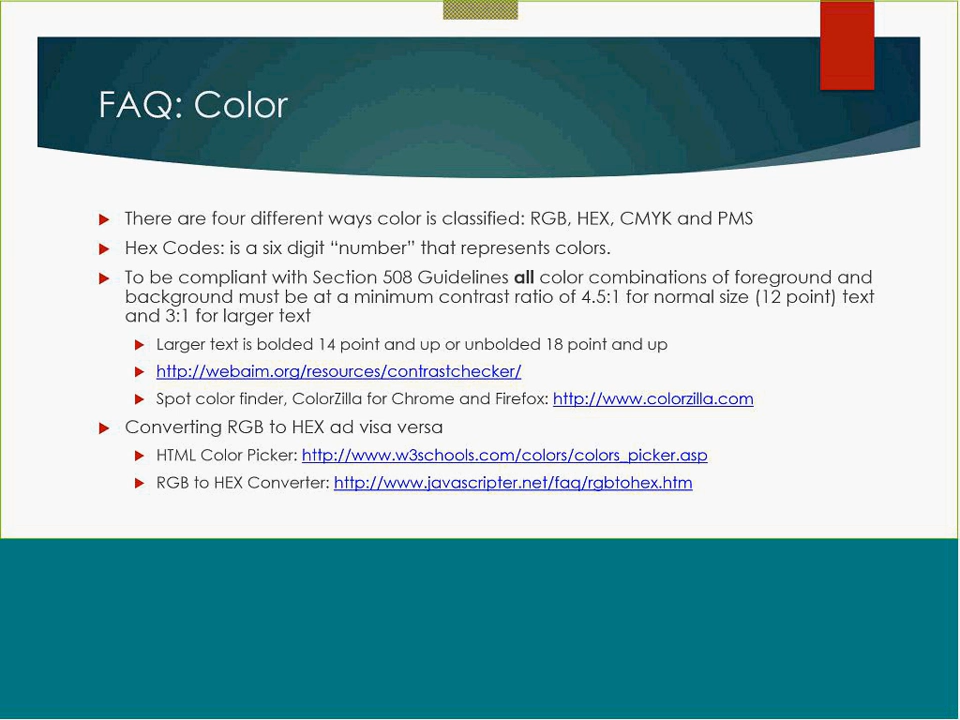 FAQ: Color
There are four different ways color is classified: RGB, HEX, CMYK and PMS
Hex Codes: is a six digit “number” that represents colors.
To be compliant with Section 508 Guidelines all color combinations of foreground and
background must be at a minimum contrast ratio of 4.5:1 for normal size (12 point) text
and 3:1 for larger text
Larger text is bolded 14 point and up or unbolded 18 point and up
http://webaim.org/resources/contrastchecker/
Spot color finder, ColorZilla for Chrome and Firefox: http://www.colorzilla.com
Converting RGB to HEX ad visa versa
HTML Color Picker: http://www.w3schools.com/colors/colors_picker.asp
RGB to HEX Converter: http://www.javascripter.net/faq/rgbtohex.htm